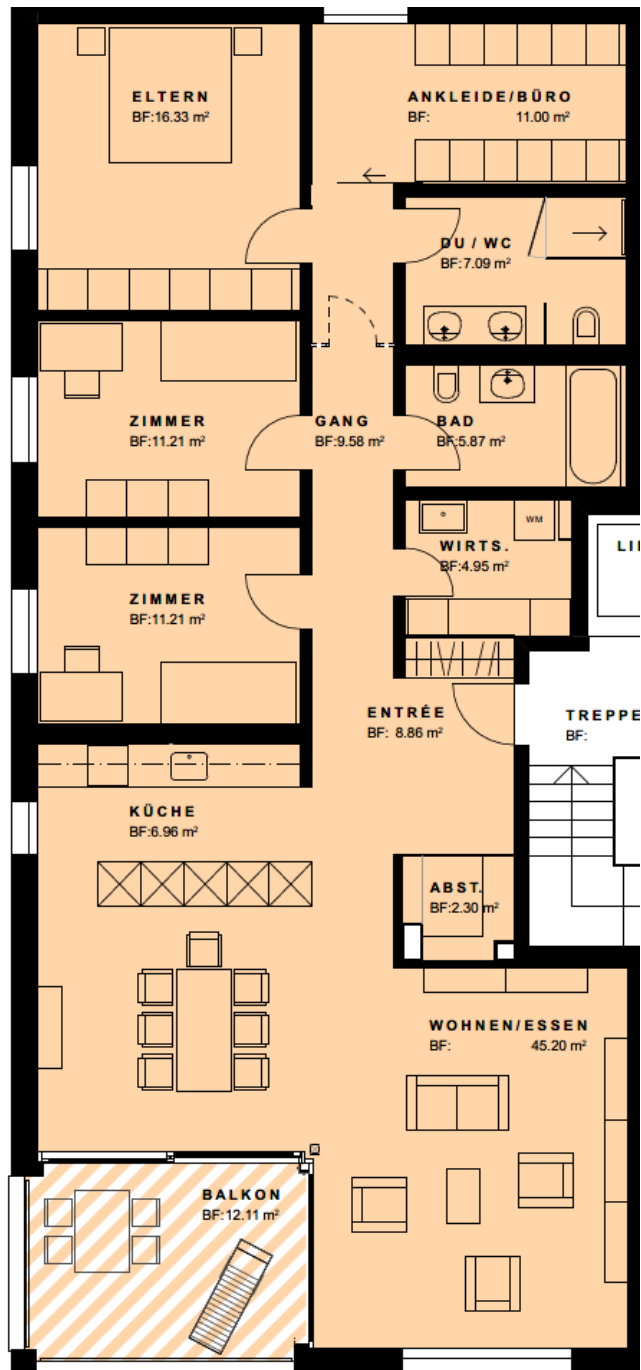 ELTERN
BF:16.33 m²
ANKLEIDE/BÜRO
BF: 11.00 m²
DU / WC
BF:7.09 m²
ZIMMER
BF:11.21 m²
GANG
BF:9.58 m²
BAD
BF:5.87 m²
WM
WIRTS.
BF:4.95 m²
LI
ZIMMER
BF:11.21 m²
ENTRÉE
BF: 8.86 m²
TREPPE
BF:
KÜCHE
BF:6.96 m²
ABST.
BF:2.30 m²
WOHNEN/ESSEN
BF: 45.20 m²
BALKON
BF:12.11 m²